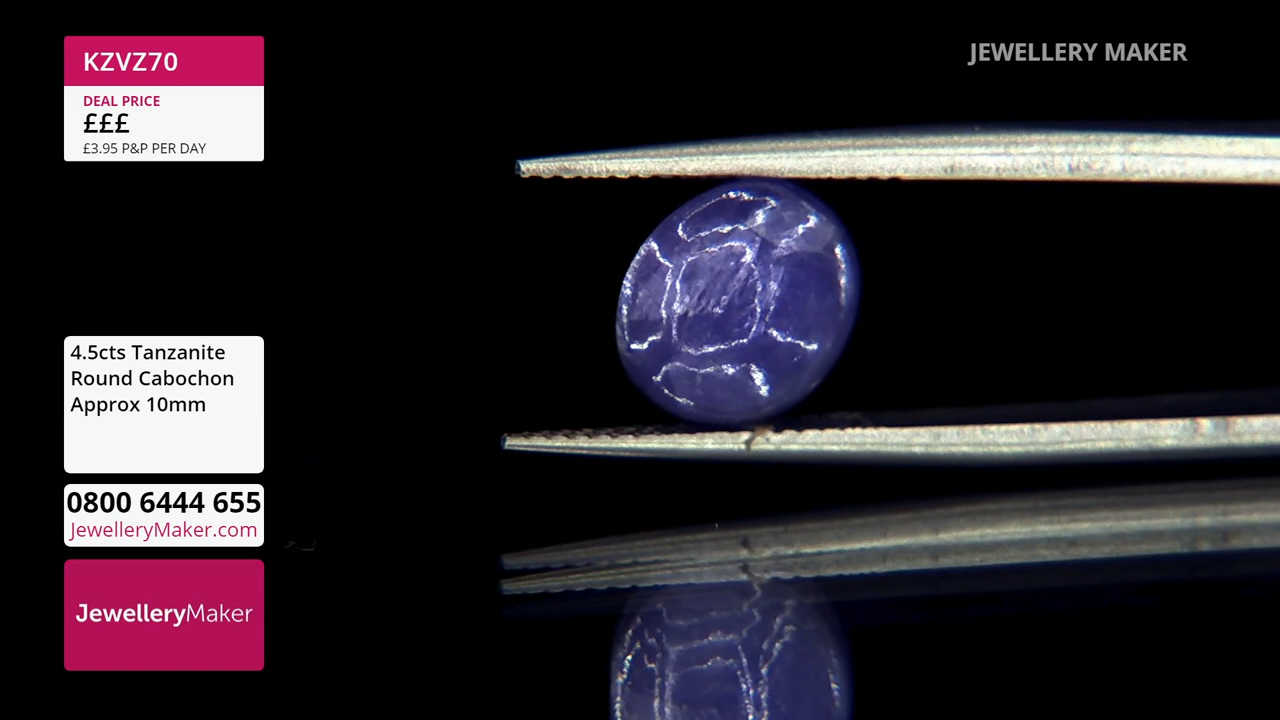 KZVZ70
DEAL PRICE
£££
£3.95 P&P PER DAY
JEWELLERY MAKER
4.5cts Tanzanite
Round Cabochon
Approx 10mm
0800 6444 655
JewelleryMaker.com
JewelleryMaker